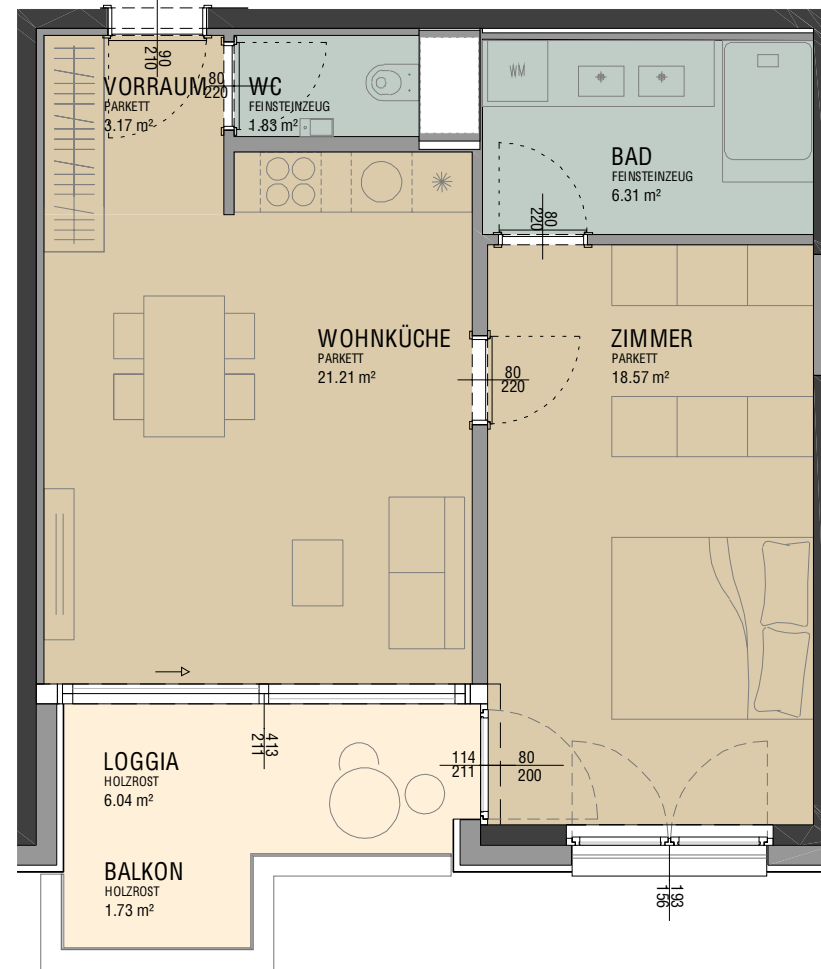 90
210
VORRAUM
PARKETT
3.17 m²
80
220
WC
FEINSTEINZEUG
1.83 m²
WM
BAD
FEINSTEINZEUG
6.31 m²
80
220
WOHNKÜCHE
PARKETT
21.21 m²
80
220
ZIMMER
PARKETT
18.57 m²
413
211
LOGGIA
HOLZROST
6.04 m²
114
211
80
200
BALKON
HOLZROST
1.73 m²
193
156